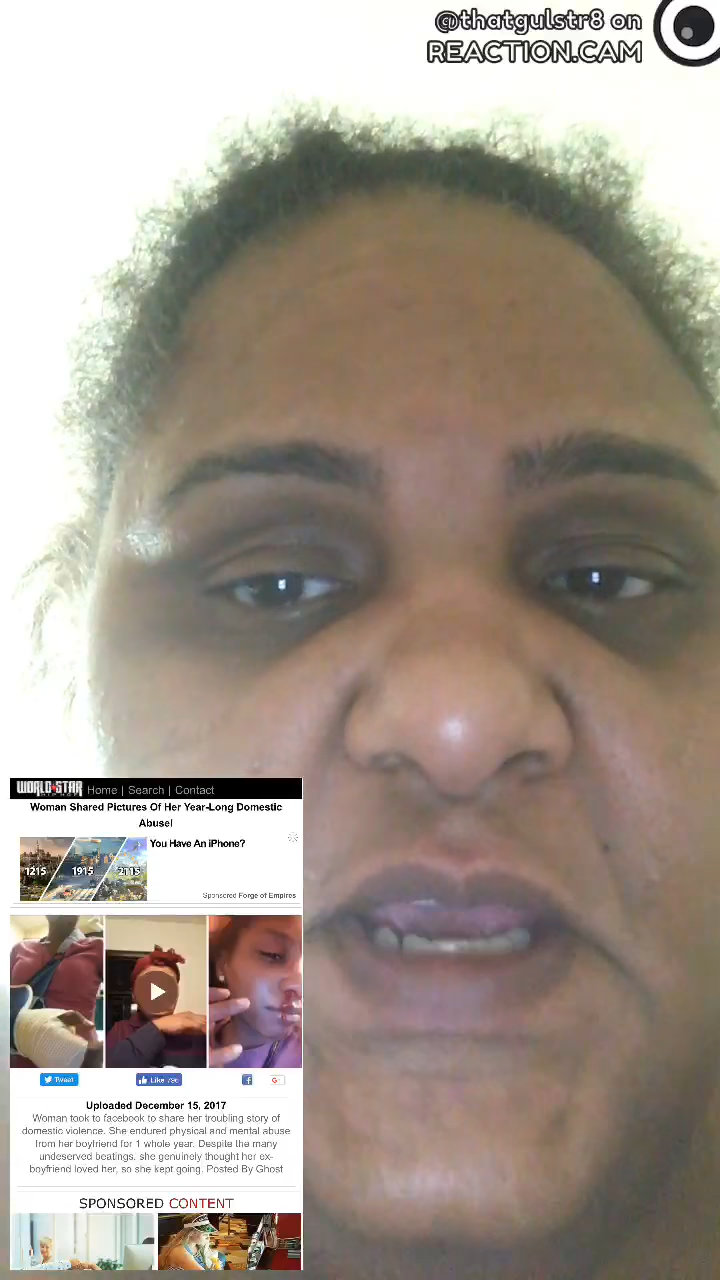 @thatgulstr8 on
REACTION.CAM
WORLDSTAR Home | Search | Contact
HIP HOP
Woman Shared Pictures Of Her Year-Long Domestic
Abuse!
You Have An iPhone?
1215 1915 2115
Sponsored Forge of Empires
Tweet
Like 796
G+
Uploaded December 15, 2017
Woman took to facebook to share her troubling story of
domestic violence. She endured physical and mental abuse
from her boyfriend for 1 whole year. Despite the many
undeserved beatings, she genuinely thought her ex-
boyfriend loved her, so she kept going. Posted By Ghost
SPONSORED CONTENT